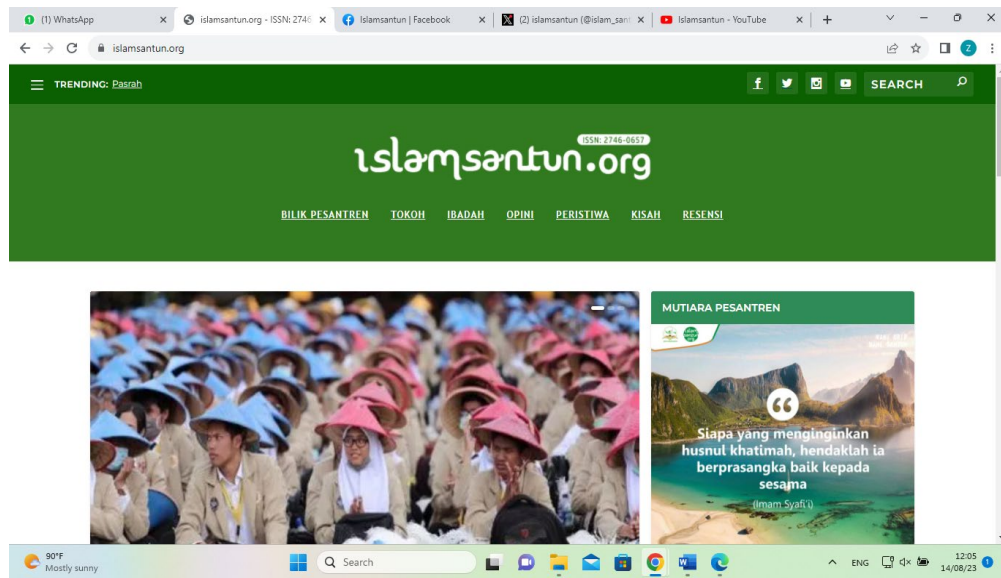 (1) WhatsApp
islamsantun.org - ISSN: 2746
Islamsantun | Facebook
(2) islamsantun (@islam_sant
Islamsantun - YouTube
islamsantun.org
Z
TRENDING: Pasrah
SEARCH
ISSN: 2746-0657
islamsantun.org
BILIK PESANTREN TOKOH IBADAH OPINI PERISTIWA KISAH RESENSI
MUTIARA PESANTREN
Siapa yang menginginkan
husnul khatimah, hendaklah ia
berprasangka baik kepada
sesama
(Imam Syafi'i)
90°F
Mostly sunny
Search
ENG
12:05
14/08/23
1